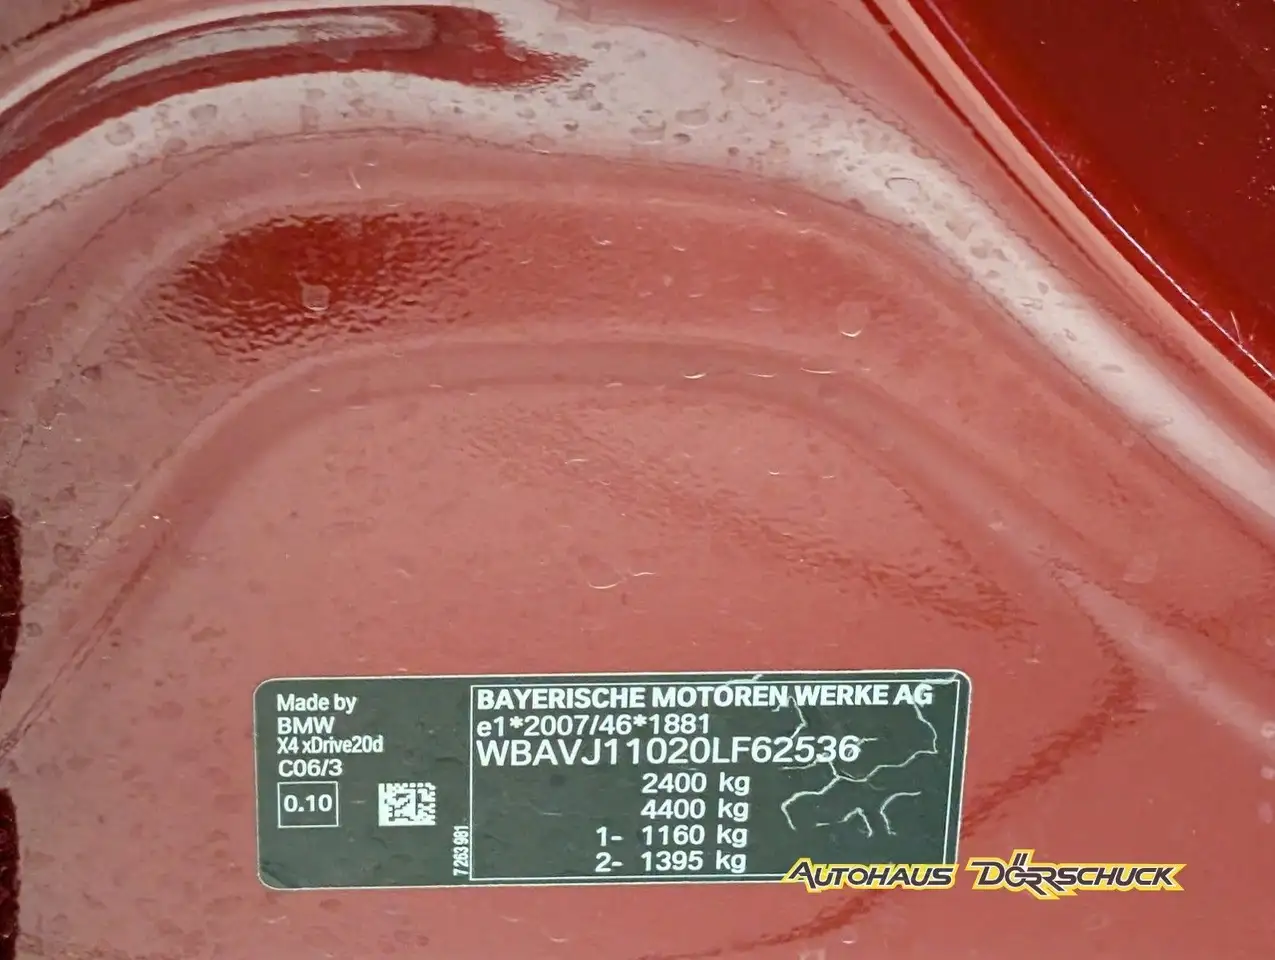 Made by
BMW
X4 xDrive20d
C06/3
0.10
7 263 981
BAYERISCHE MOTOREN WERKE AG
e1*2007/46*1881
WBAVJ11020LF62536
2400 kg
4400 kg
1- 1160 kg
2- 1395 kg
AUTOHAUS DÖRRSCHUCK